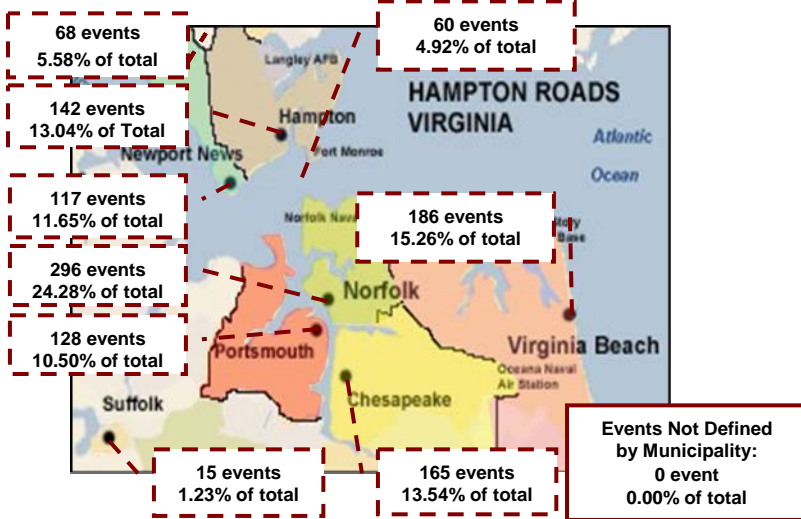 68 events
5.58% of total
60 events
4.92% of total
Langley AFB
HAMPTON ROADS
VIRGINIA
142 events
13.04% of Total
Hampton
Atlantic
Ocean
Newport News
Fort Monroe
117 events
11.65% of total
Norfolk Nava
186 events
15.26% of total
Base
296 events
24.28% of total
Norfolk
128 events
10.50% of total
Portsmouth
Virginia Beach
Oceana Naval
Air Station
Chesapeake
Suffolk
Events Not Defined
by Municipality:
0 event
0.00% of total
15 events
1.23% of total
165 events
13.54% of total